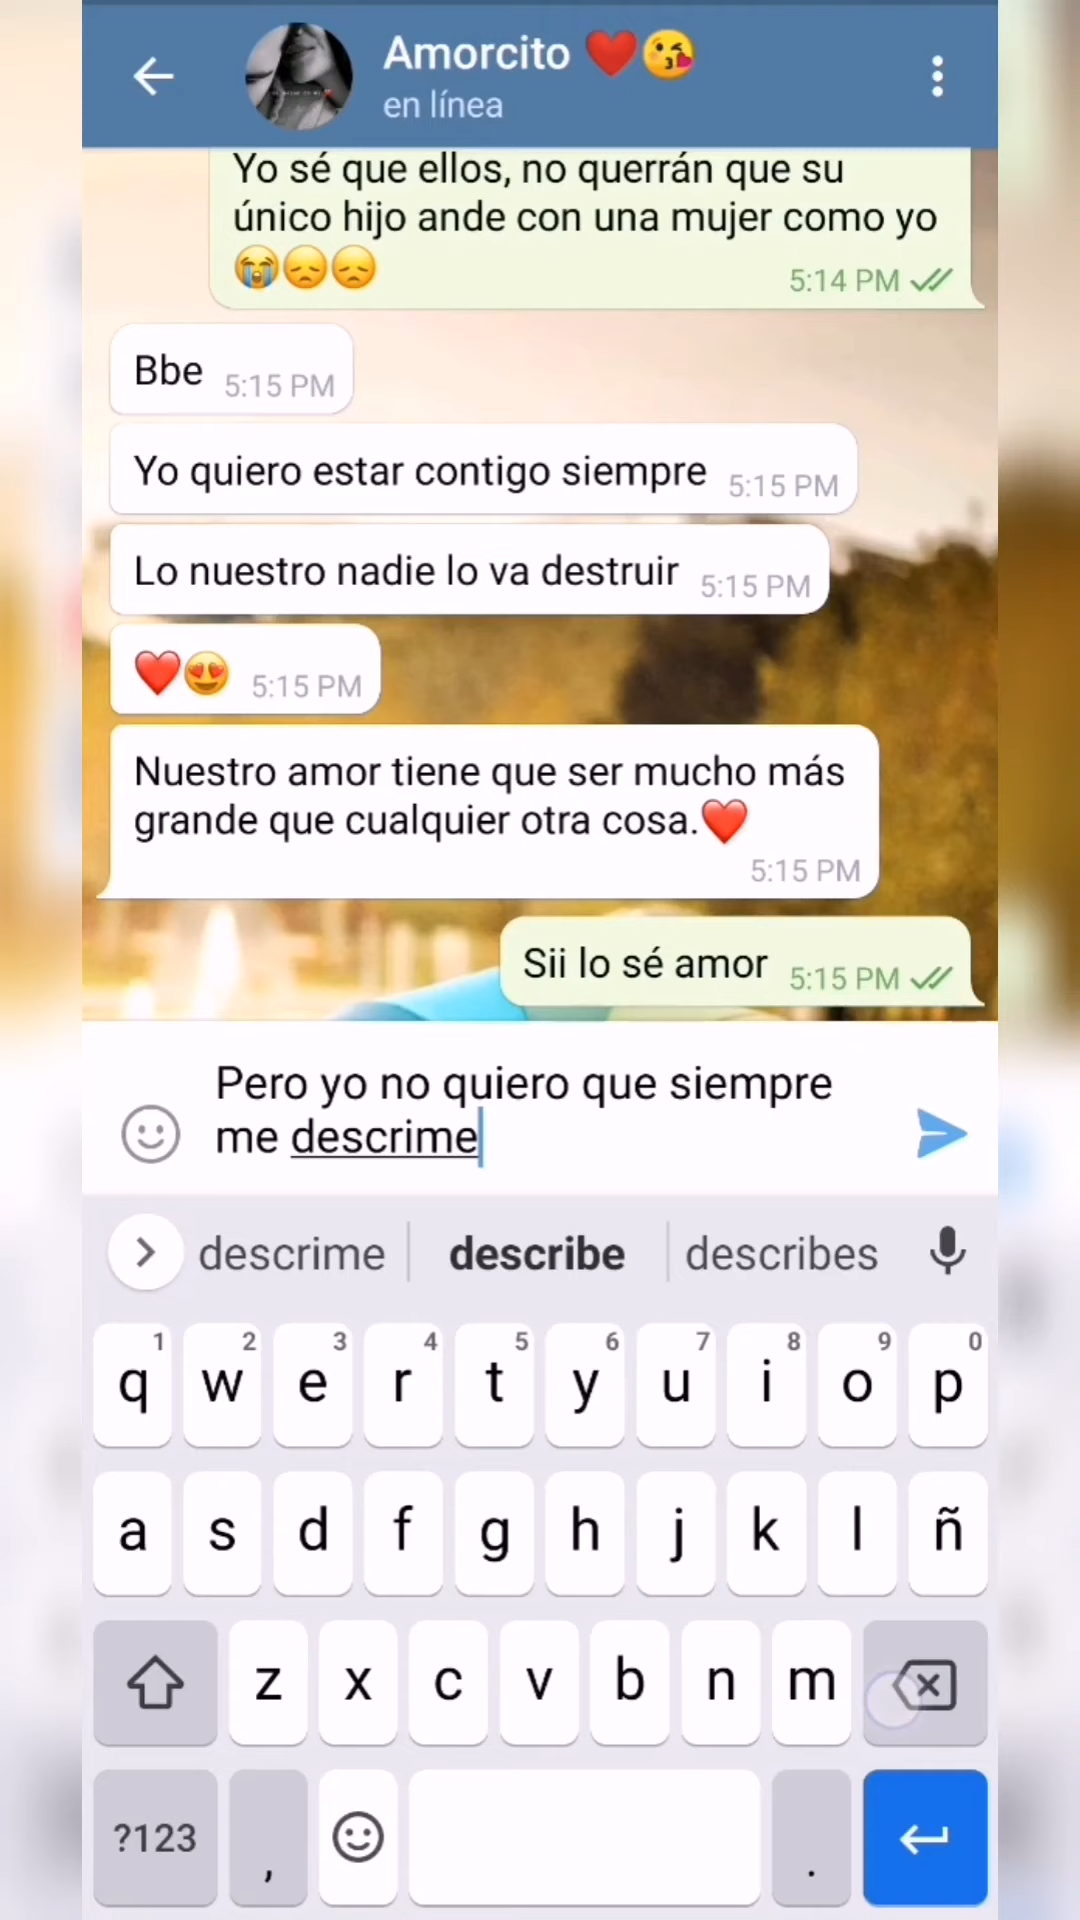 Amorcito ❤️😘
en línea
Yo sé que ellos, no querrán que su
único hijo ande con una mujer como yo
😭😞😞 5:14 PM
Bbe 5:15 PM
Yo quiero estar contigo siempre 5:15 PM
Lo nuestro nadie lo va destruir 5:15 PM
❤️😍 5:15 PM
Nuestro amor tiene que ser mucho más
grande que cualquier otra cosa.❤️
5:15 PM
Sii lo sé amor 5:15 PM
Pero yo no quiero que siempre
me descrime
descrime describe describes
1 2 3 4 5 6 7 8 9 0
q w e r t y u i o p
a s d f g h j k l ñ
z x c v b n m
?123 , .